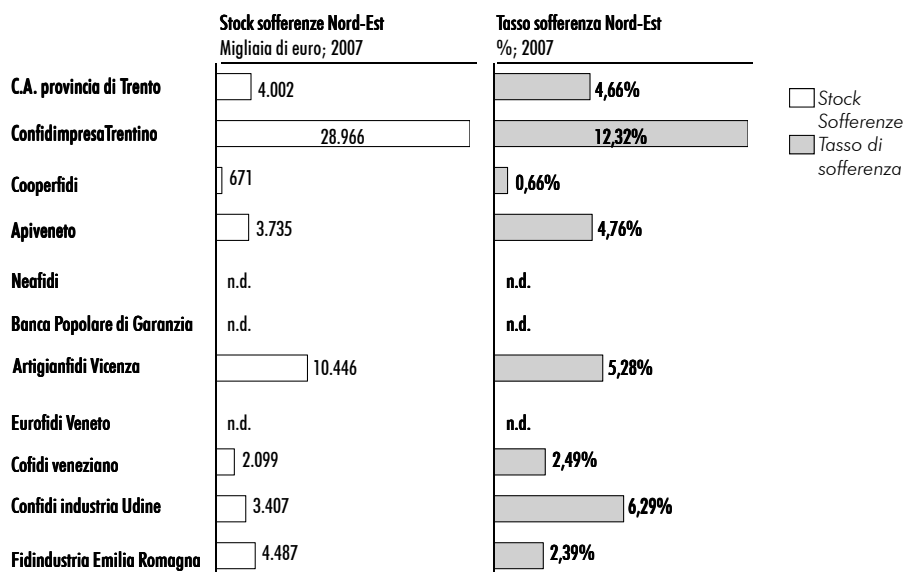 Stock sofferenze Nord-Est
Migliaia di euro; 2007
Tasso sofferenza Nord-Est
%; 2007
C.A. provincia di Trento 4.002 4,66%
ConfidimpresaTrentino 28.966 12,32%
Cooperfidi 671 0,66%
Apiveneto 3.735 4,76%
Neafidi n.d. n.d.
Banca Popolare di Garanzia n.d. n.d.
Artigianfidi Vicenza 10.446 5,28%
Eurofidi Veneto n.d. n.d.
Cofidi veneziano 2.099 2,49%
Confidi industria Udine 3.407 6,29%
Fidindustria Emilia Romagna 4.487 2,39%
Stock
Sofferenze
Tasso di
sofferenza